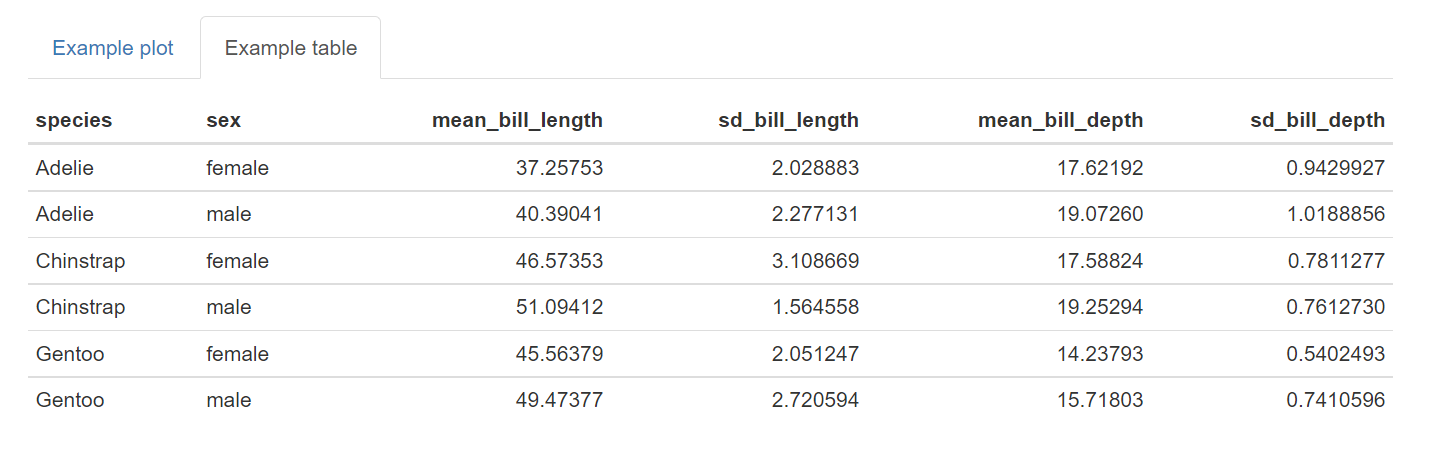 Example plot Example table
species sex mean_bill_length sd_bill_length mean_bill_depth sd_bill_depth
Adelie female 37.25753 2.028883 17.62192 0.9429927
Adelie male 40.39041 2.277131 19.07260 1.0188856
Chinstrap female 46.57353 3.108669 17.58824 0.7811277
Chinstrap male 51.09412 1.564558 19.25294 0.7612730
Gentoo female 45.56379 2.051247 14.23793 0.5402493
Gentoo male 49.47377 2.720594 15.71803 0.7410596